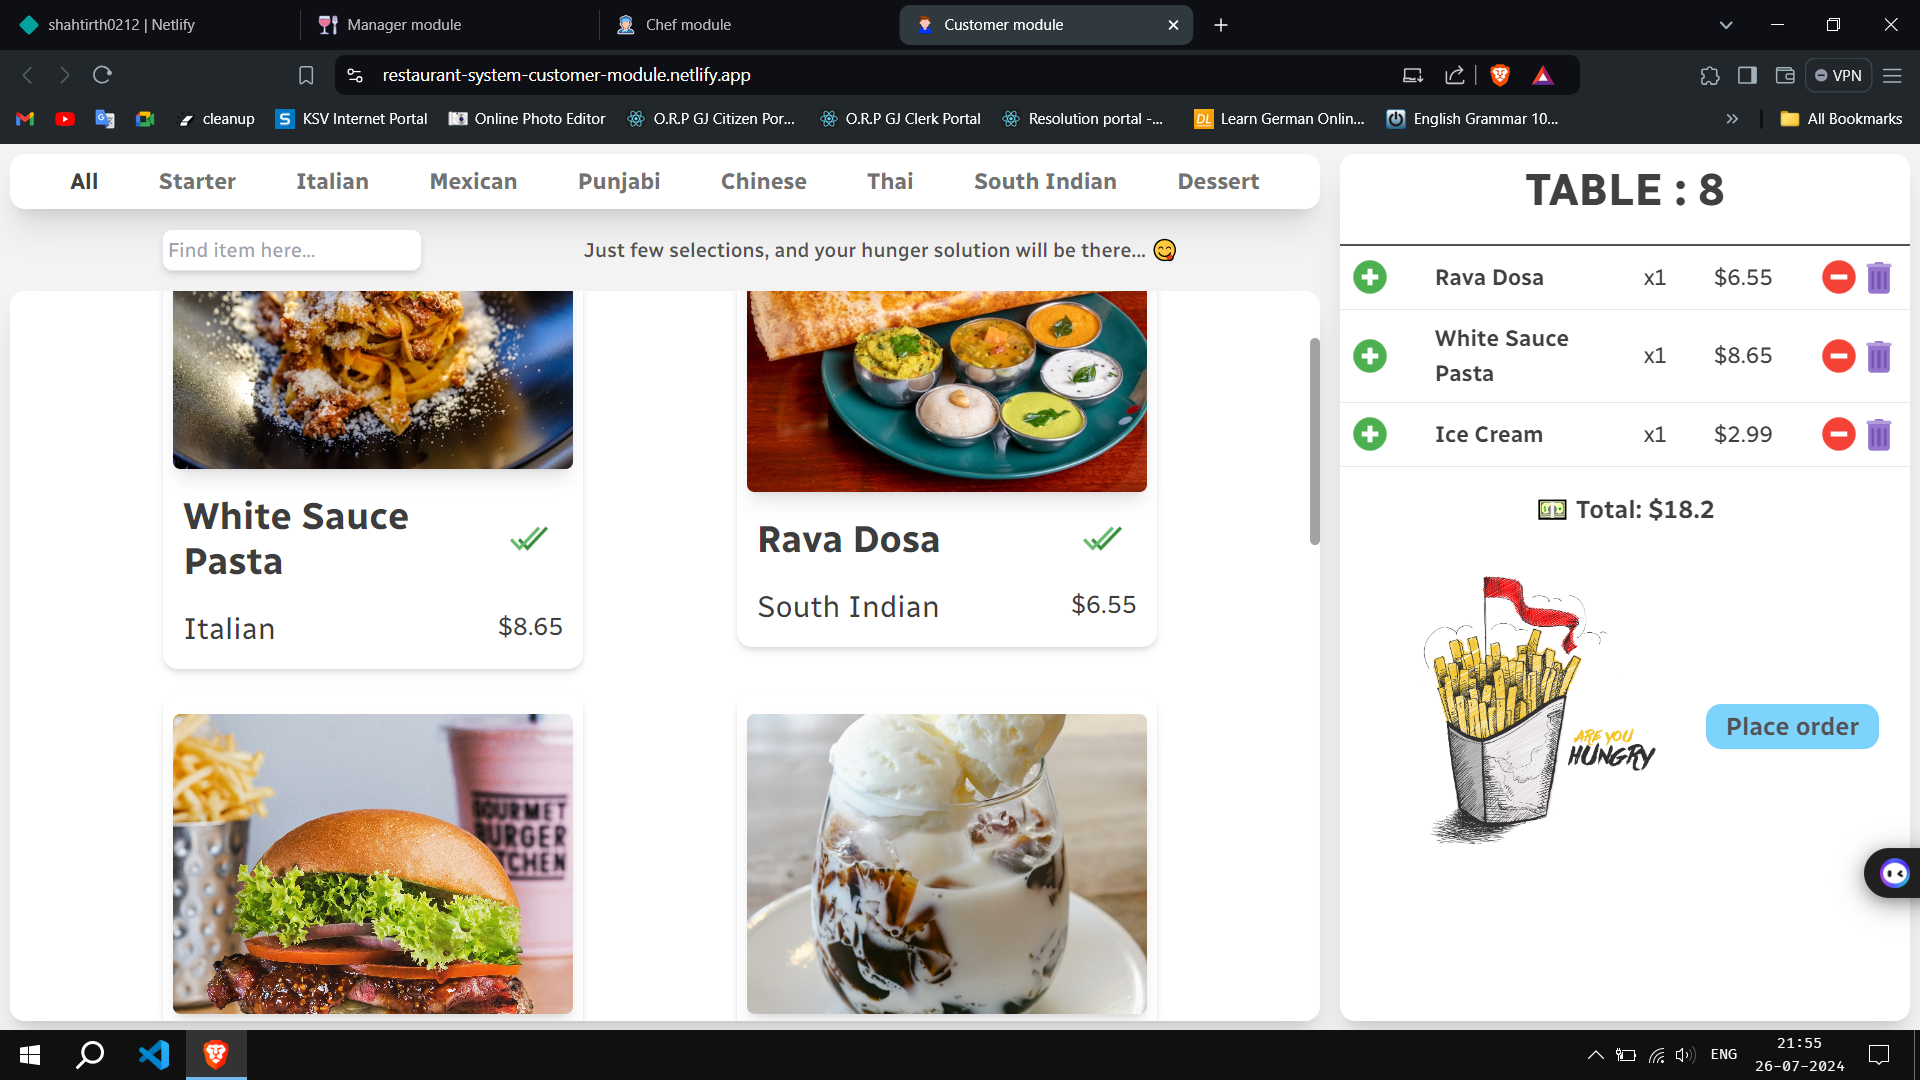 shahtirth0212 | Netlify
Manager module
Chef module
Customer module
restaurant-system-customer-module.netlify.app
VPN
cleanup
S KSV Internet Portal
Online Photo Editor
O.R.P GJ Citizen Por...
O.R.P GJ Clerk Portal
Resolution portal -...
DL Learn German Onlin...
English Grammar 10...
All Bookmarks
All Starter Italian Mexican Punjabi Chinese Thai South Indian Dessert
Find item here...
Just few selections, and your hunger solution will be there... 😋
White Sauce
Pasta
Italian $8.65
Rava Dosa
South Indian $6.55
GOURMET
BURGER
KITCHEN
TABLE : 8
Rava Dosa x1 $6.55
White Sauce
Pasta x1 $8.65
Ice Cream x1 $2.99
💵 Total: $18.2
ARE YOU
HUNGRY
Place order
ENG
21:55
26-07-2024